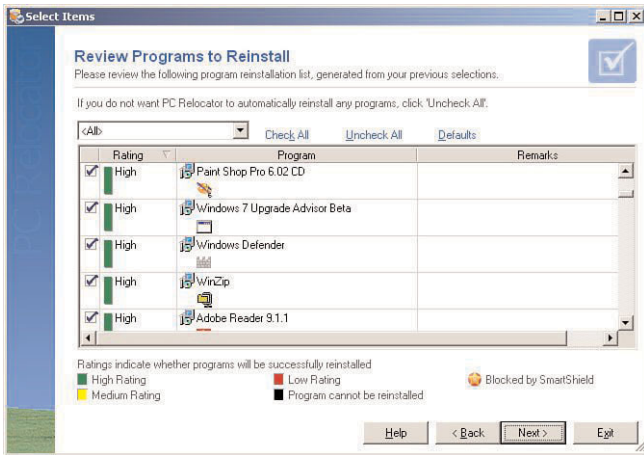 Select Items
Review Programs to Reinstall
Please review the following program reinstallation list, generated from your previous selections.
If you do not want PC Relocator to automatically reinstall any programs, click 'Uncheck All'.
<All> Check All Uncheck All Defaults
Rating Program Remarks
High Paint Shop Pro 6.02 CD
High Windows 7 Upgrade Advisor Beta
High Windows Defender
High WinZip
High Adobe Reader 9.1.1
Ratings indicate whether programs will be successfully reinstalled
High Rating Low Rating Blocked by SmartShield
Medium Rating Program cannot be reinstalled
Help < Back Next > Exit
PC Relocator